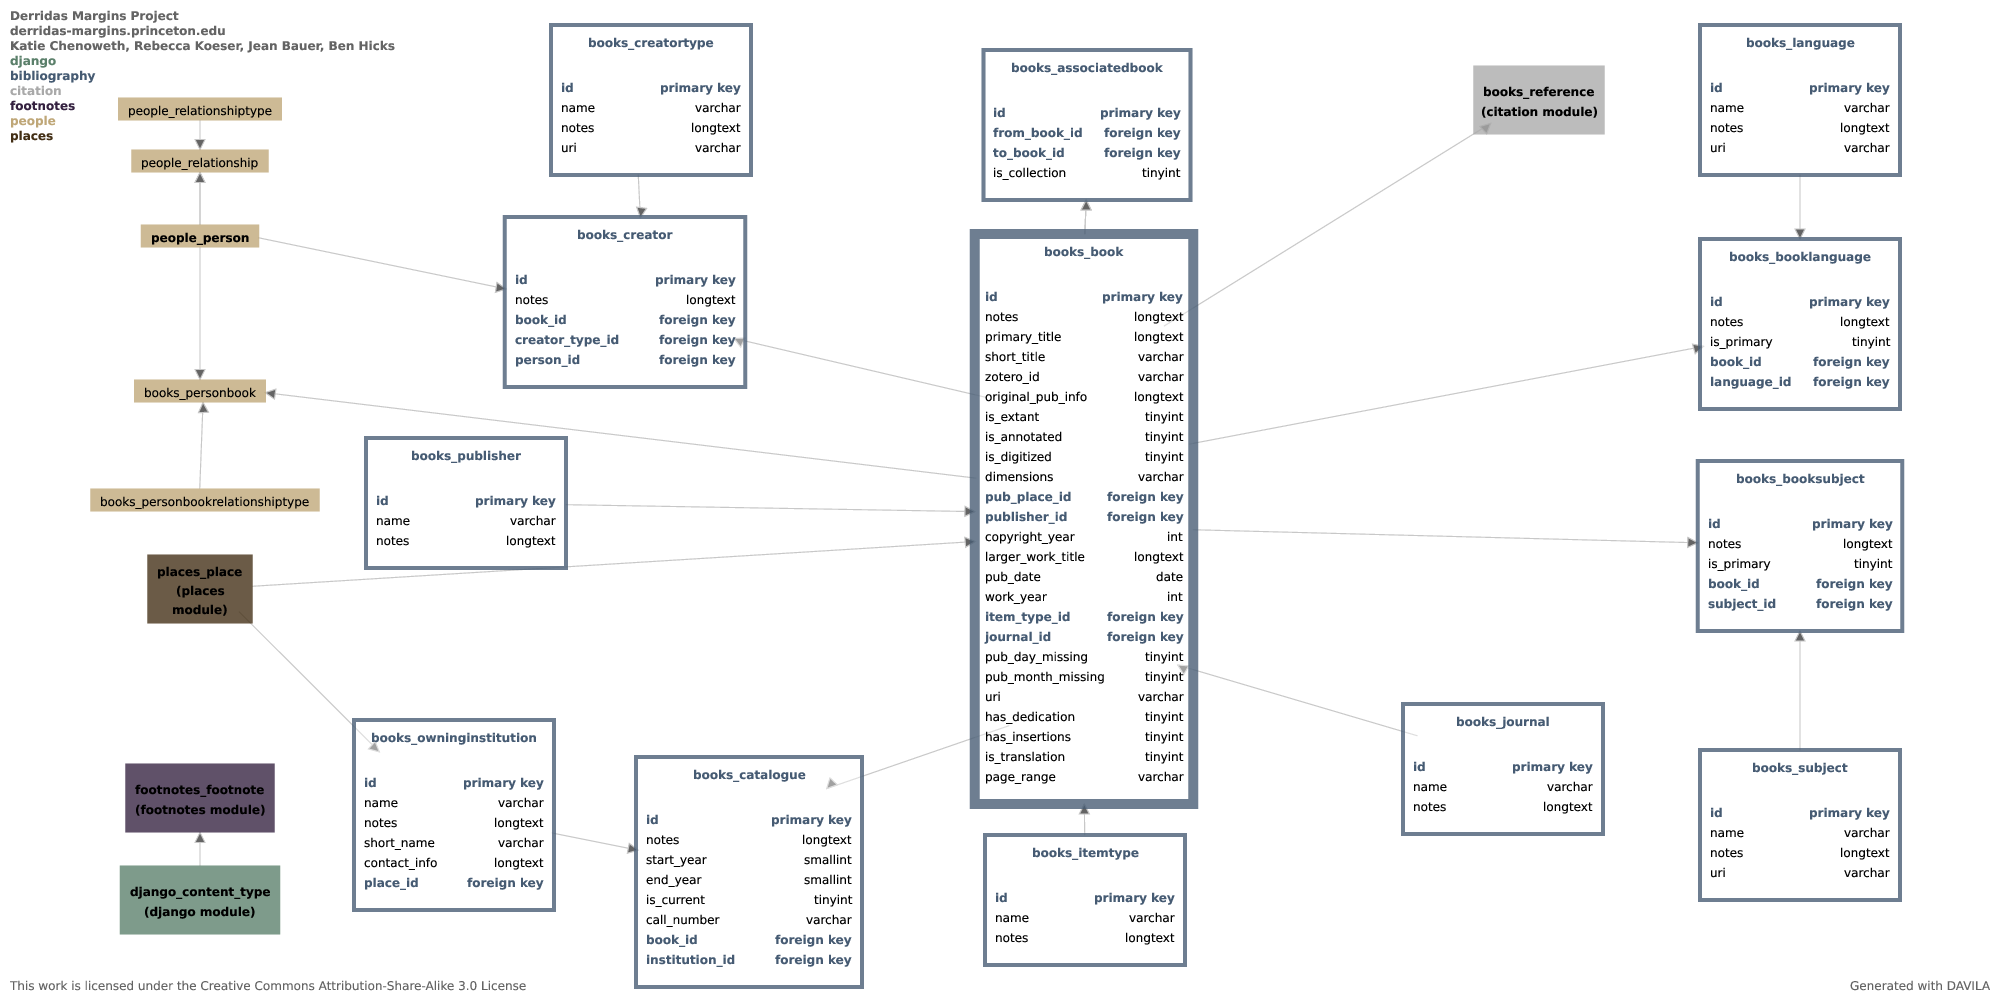 Derridas Margins Project
derridas-margins.princeton.edu
Katie Chenoweth, Rebecca Koeser, Jean Bauer, Ben Hicks
django
bibliography
citation
footnotes
people
places
people_relationshiptype
people_relationship
people_person
books_personbook
books_personbookrelationshiptype
places_place
(places
module)
footnotes_footnote
(footnotes module)
django_content_type
(django module)
books_creatortype
id primary key
name varchar
notes longtext
uri varchar
books_creator
id primary key
notes longtext
book_id foreign key
creator_type_id foreign key
person_id foreign key
books_publisher
id primary key
name varchar
notes longtext
books_owninginstitution
id primary key
name varchar
notes longtext
short_name varchar
contact_info longtext
place_id foreign key
books_catalogue
id primary key
notes longtext
start_year smallint
end_year smallint
is_current tinyint
call_number varchar
book_id foreign key
institution_id foreign key
books_associatedbook
id primary key
from_book_id foreign key
to_book_id foreign key
is_collection tinyint
books_book
id primary key
notes longtext
primary_title longtext
short_title varchar
zotero_id varchar
original_pub_info longtext
is_extant tinyint
is_annotated tinyint
is_digitized tinyint
dimensions varchar
pub_place_id foreign key
publisher_id foreign key
copyright_year int
larger_work_title longtext
pub_date date
work_year int
item_type_id foreign key
journal_id foreign key
pub_day_missing tinyint
pub_month_missing tinyint
uri varchar
has_dedication tinyint
has_insertions tinyint
is_translation tinyint
page_range varchar
books_itemtype
id primary key
name varchar
notes longtext
books_reference
(citation module)
books_journal
id primary key
name varchar
notes longtext
books_language
id primary key
name varchar
notes longtext
uri varchar
books_booklanguage
id primary key
notes longtext
is_primary tinyint
book_id foreign key
language_id foreign key
books_booksubject
id primary key
notes longtext
is_primary tinyint
book_id foreign key
subject_id foreign key
books_subject
id primary key
name varchar
notes longtext
uri varchar
This work is licensed under the Creative Commons Attribution-Share-Alike 3.0 License
Generated with DAVILA